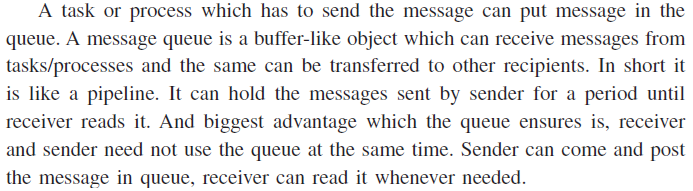 A task or process which has to send the message can put message in the
queue. A message queue is a buffer-like object which can receive messages from
tasks/processes and the same can be transferred to other recipients. In short it
is like a pipeline. It can hold the messages sent by sender for a period until
receiver reads it. And biggest advantage which the queue ensures is, receiver
and sender need not use the queue at the same time. Sender can come and post
the message in queue, receiver can read it whenever needed.